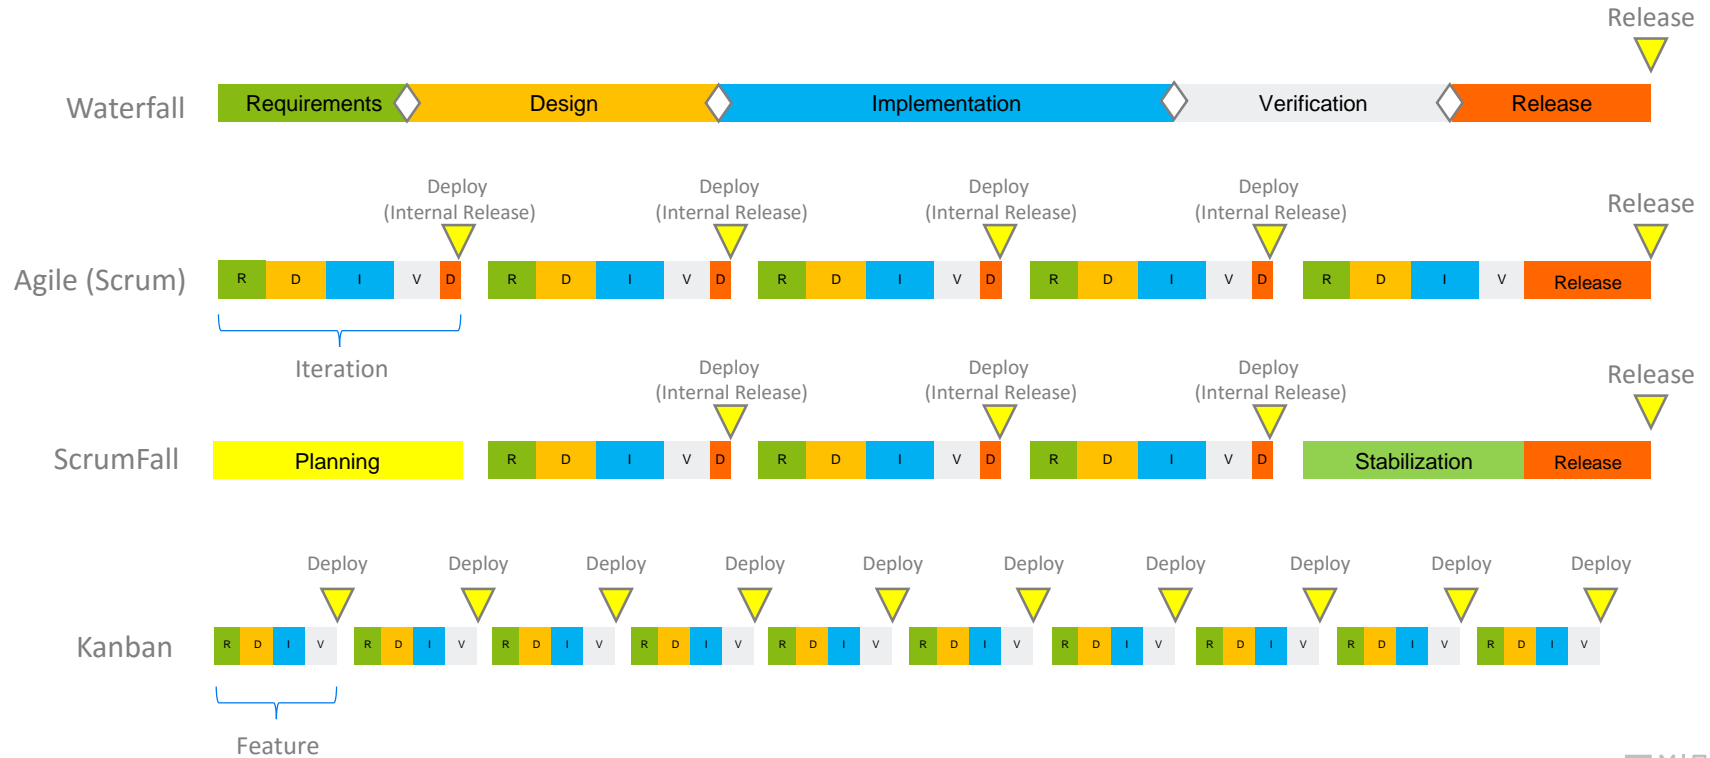 Release
Waterfall
Requirements
Design
Implementation
Verification
Release
Deploy
(Internal Release)
Deploy
(Internal Release)
Deploy
(Internal Release)
Deploy
(Internal Release)
Release
Agile (Scrum)
R D I V D
R D I V D
R D I V D
R D I V D
R D I V Release
Iteration
Deploy
(Internal Release)
Deploy
(Internal Release)
Deploy
(Internal Release)
Release
ScrumFall
Planning
R D I V D
R D I V D
R D I V D
Stabilization
Release
Deploy
Deploy
Deploy
Deploy
Deploy
Deploy
Deploy
Deploy
Deploy
Deploy
Kanban
R D I V
R D I V
R D I V
R D I V
R D I V
R D I V
R D I V
R D I V
R D I V
R D I V
Feature